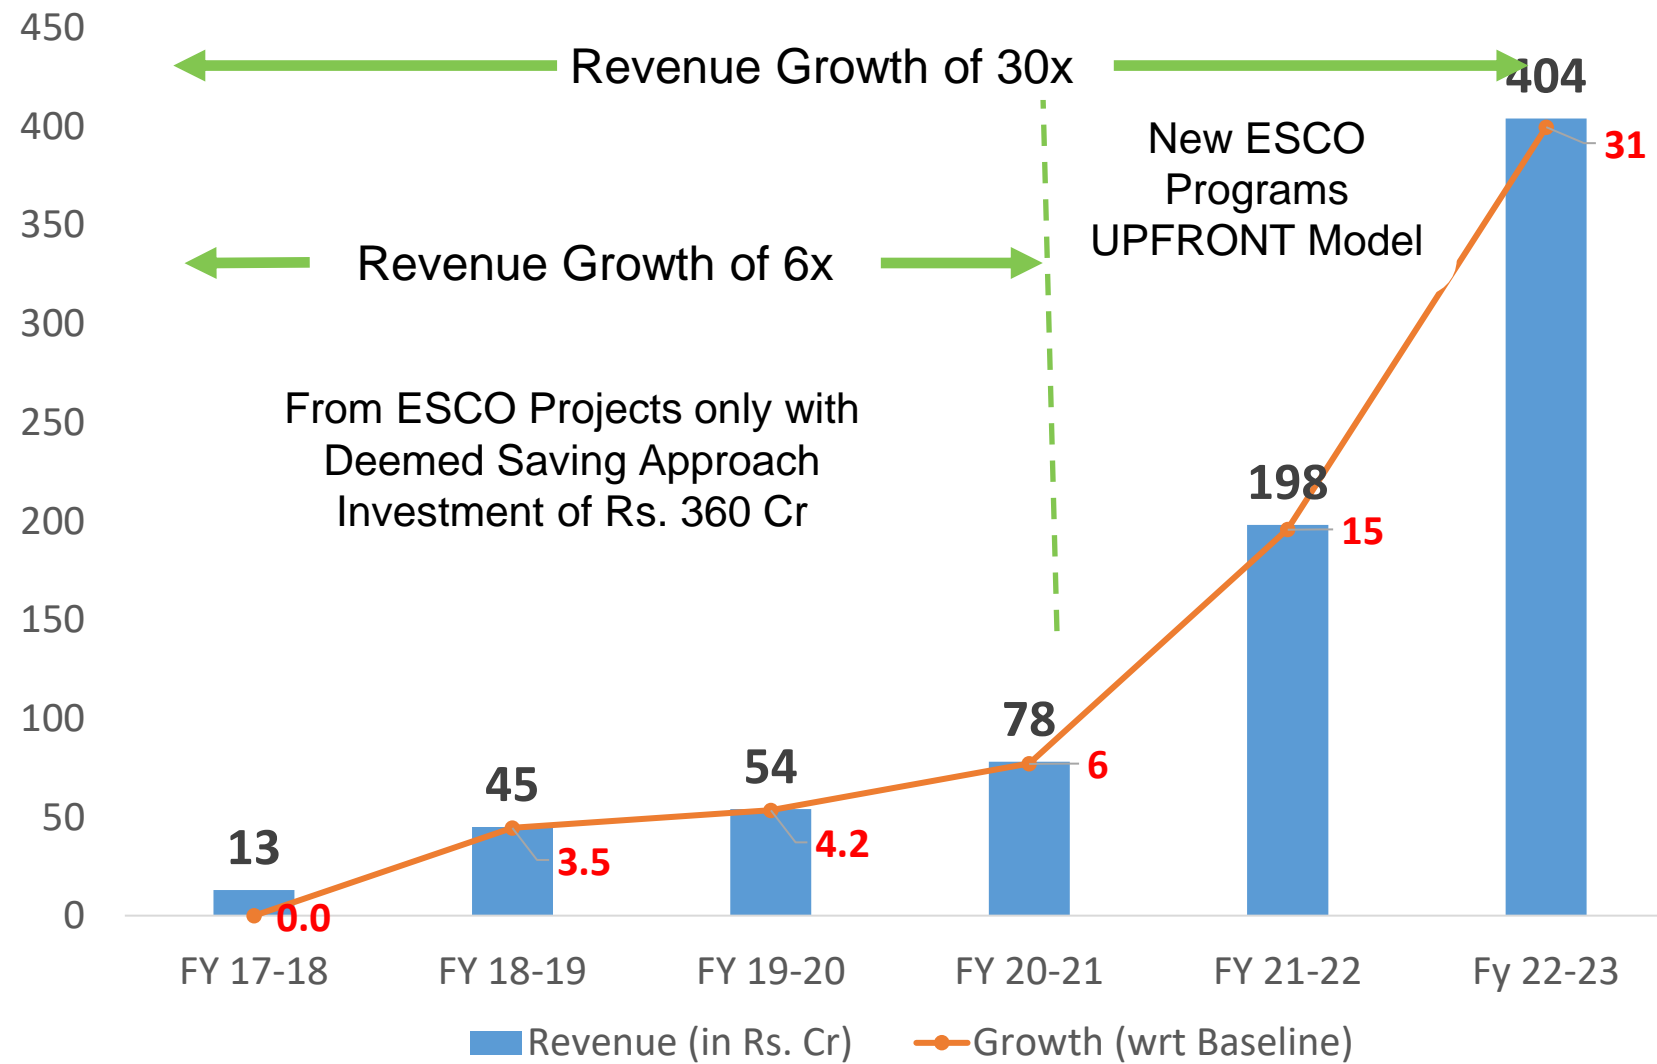 450
400
350
300
250
200
150
100
50
0
Revenue Growth of 30x
404
31
New ESCO
Programs
UPFRONT Model
Revenue Growth of 6x
From ESCO Projects only with
Deemed Saving Approach
Investment of Rs. 360 Cr
198
15
78
6
54
4.2
45
3.5
13
0.0
FY 17-18
FY 18-19
FY 19-20
FY 20-21
FY 21-22
Fy 22-23
Revenue (in Rs. Cr)
Growth (wrt Baseline)